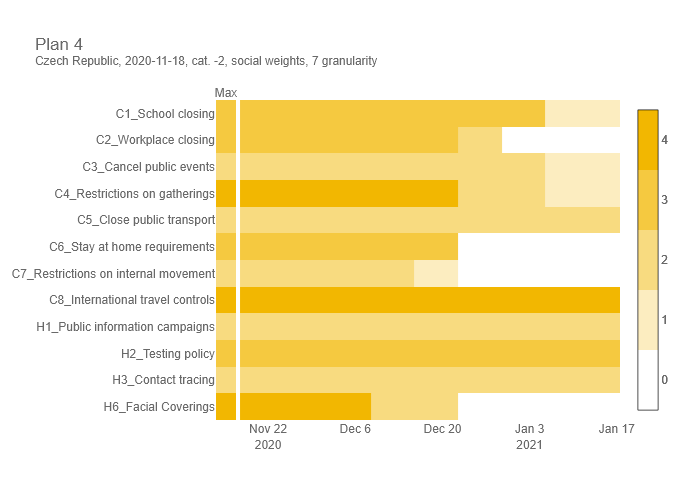 Plan 4
Czech Republic, 2020-11-18, cat. -2, social weights, 7 granularity
Max
C1_School closing
C2_Workplace closing
C3_Cancel public events
C4_Restrictions on gatherings
C5_Close public transport
C6_Stay at home requirements
C7_Restrictions on internal movement
C8_International travel controls
H1_Public information campaigns
H2_Testing policy
H3_Contact tracing
H6_Facial Coverings
4
3
2
1
0
Nov 22 Dec 6 Dec 20 Jan 3 Jan 17
2020 2021